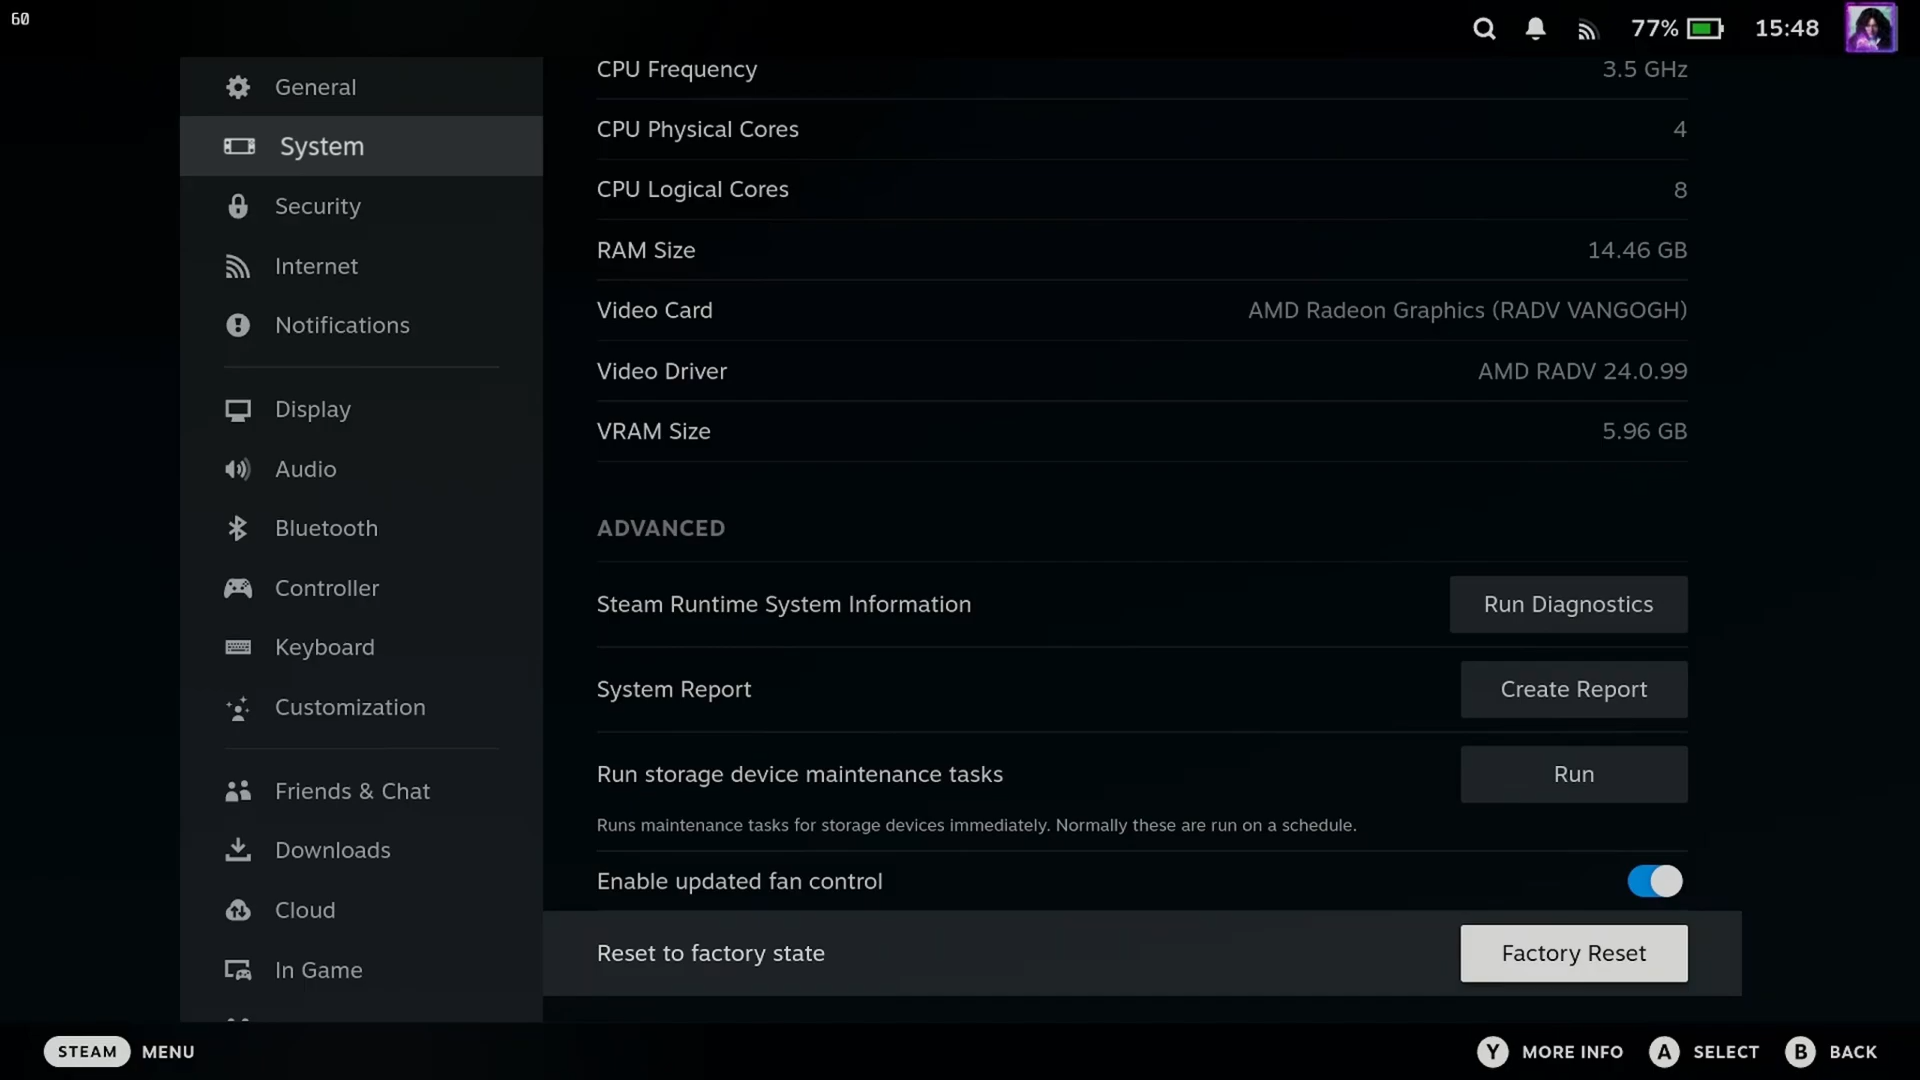 60
77%
15:48
General
System
Security
Internet
Notifications
Display
Audio
Bluetooth
Controller
Keyboard
Customization
Friends & Chat
Downloads
Cloud
In Game
CPU Frequency 3.5 GHz
CPU Physical Cores 4
CPU Logical Cores 8
RAM Size 14.46 GB
Video Card AMD Radeon Graphics (RADV VANGOGH)
Video Driver AMD RADV 24.0.99
VRAM Size 5.96 GB
ADVANCED
Steam Runtime System Information Run Diagnostics
System Report Create Report
Run storage device maintenance tasks Run
Runs maintenance tasks for storage devices immediately. Normally these are run on a schedule.
Enable updated fan control
Reset to factory state Factory Reset
STEAM MENU
Y MORE INFO A SELECT B BACK